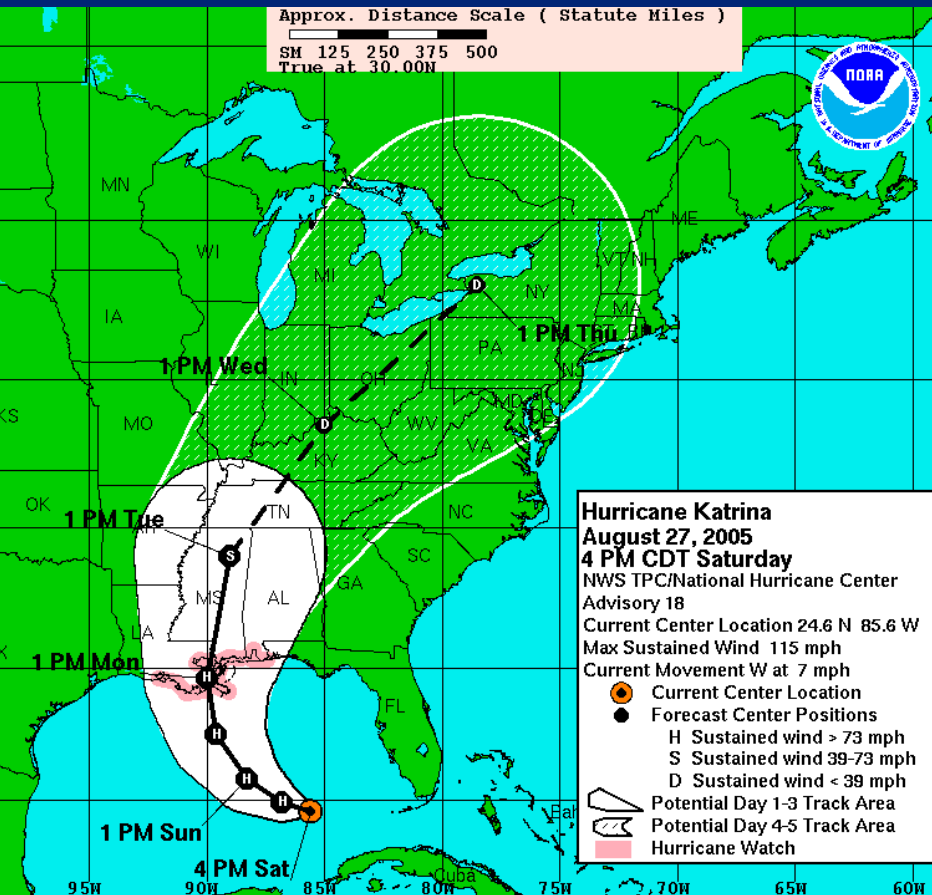 Approx. Distance Scale ( Statute Miles )
SM 125 250 375 500
True at 30.00N
NOAA
MN
ME
WI
VT
NH
MI
NY
MA
IA
1 PM Thu
PA
1 PM Wed
IN
OH
NJ
MD
DE
KS
MO
WV
VA
KY
OK
TN
NC
1 PM Tue
SC
MS
AL
GA
LA
1 PM Mon
FL
1 PM Sun
4 PM Sat
Cuba
95W 90W 85W 80W 75W 70W 65W 60W
Hurricane Katrina
August 27, 2005
4 PM CDT Saturday
NWS TPC/National Hurricane Center
Advisory 18
Current Center Location 24.6 N 85.6 W
Max Sustained Wind 115 mph
Current Movement W at 7 mph
Current Center Location
Forecast Center Positions
H Sustained wind > 73 mph
S Sustained wind 39-73 mph
D Sustained wind < 39 mph
Potential Day 1-3 Track Area
Potential Day 4-5 Track Area
Hurricane Watch
H
H
H
H
S
D
D